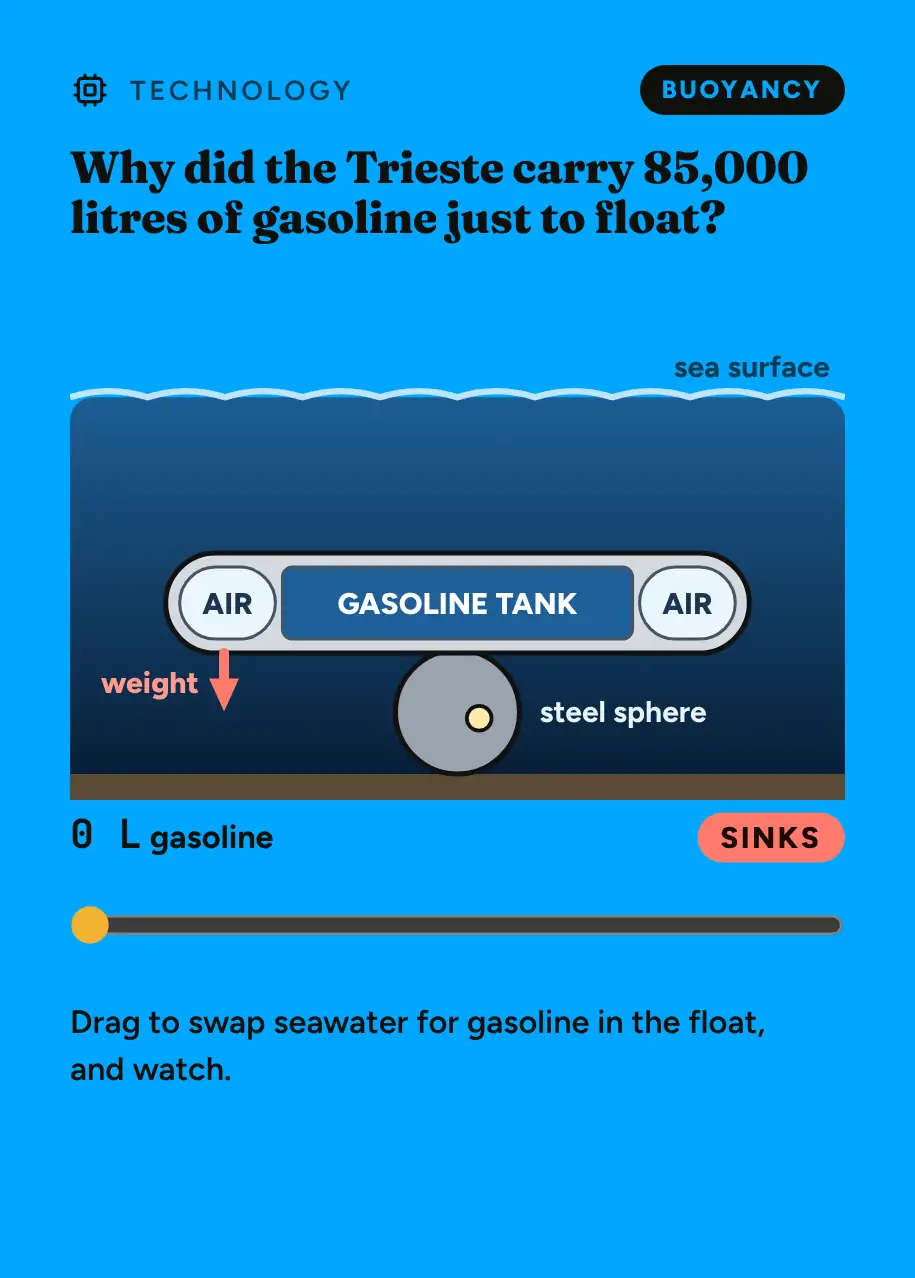 TECHNOLOGY
BUOYANCY
Why did the Trieste carry 85,000
litres of gasoline just to float?
sea surface
AIR
GASOLINE TANK
AIR
weight
steel sphere
0 L gasoline
SINKS
Drag to swap seawater for gasoline in the float,
and watch.